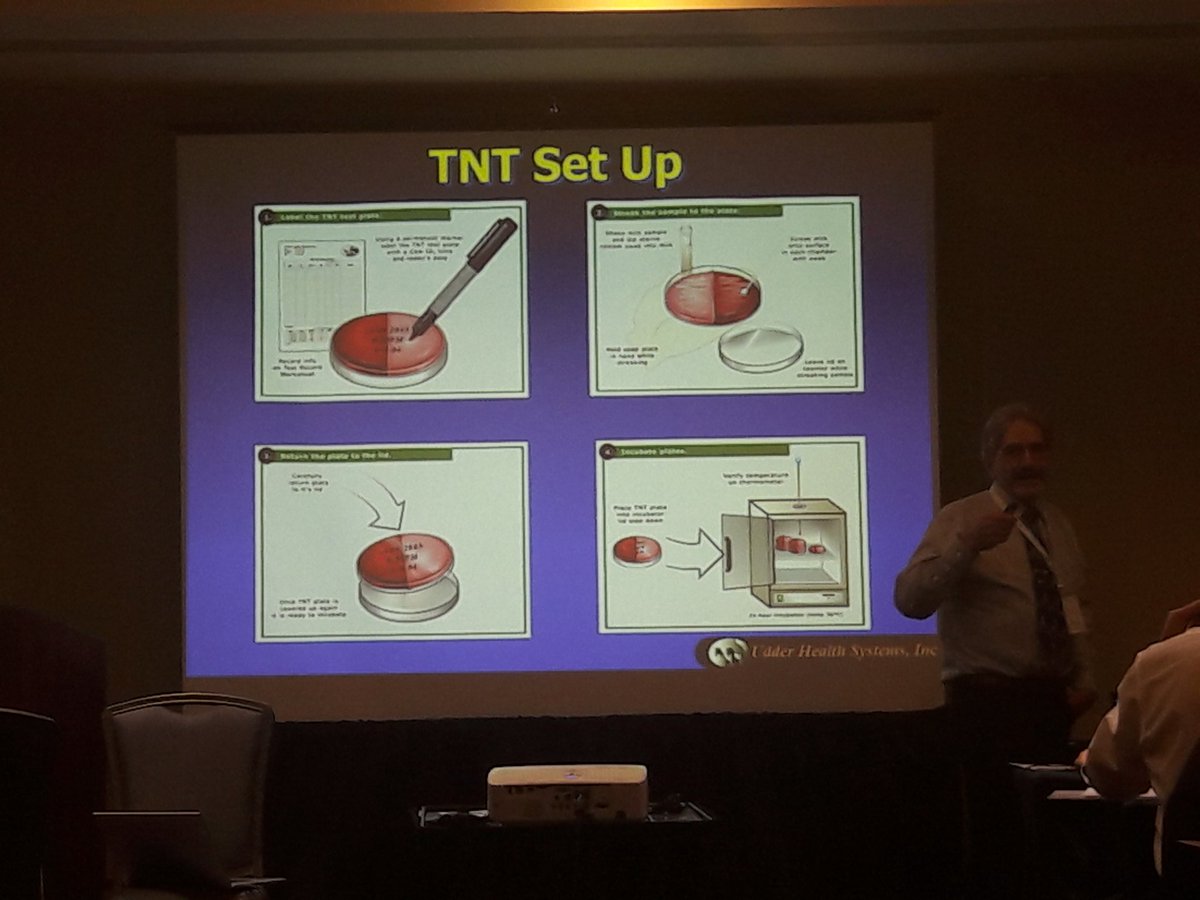 TNT Set Up
1. Label the TNT test plate.
Using a permanent marker
label the TNT test plate
with a Cow ID, time
and today's date
Record info.
on Test Record
Worksheet
2. Streak the sample to the plate.
Shake milk sample
and dip sterile
cotton swab into milk
Streak milk
onto surface
in each chamber
with swab
Hold open plate
in hand while
streaking
Leave lid on
counter while
streaking sample
3. Return the plate to the lid.
Carefully
return plate
to it's lid
Once TNT plate is
covered up again
it is ready to incubate
4. Incubate plates.
Verify temperature
on thermometer
Place TNT plate
into incubator
lid side down
Udder Health Systems, Inc